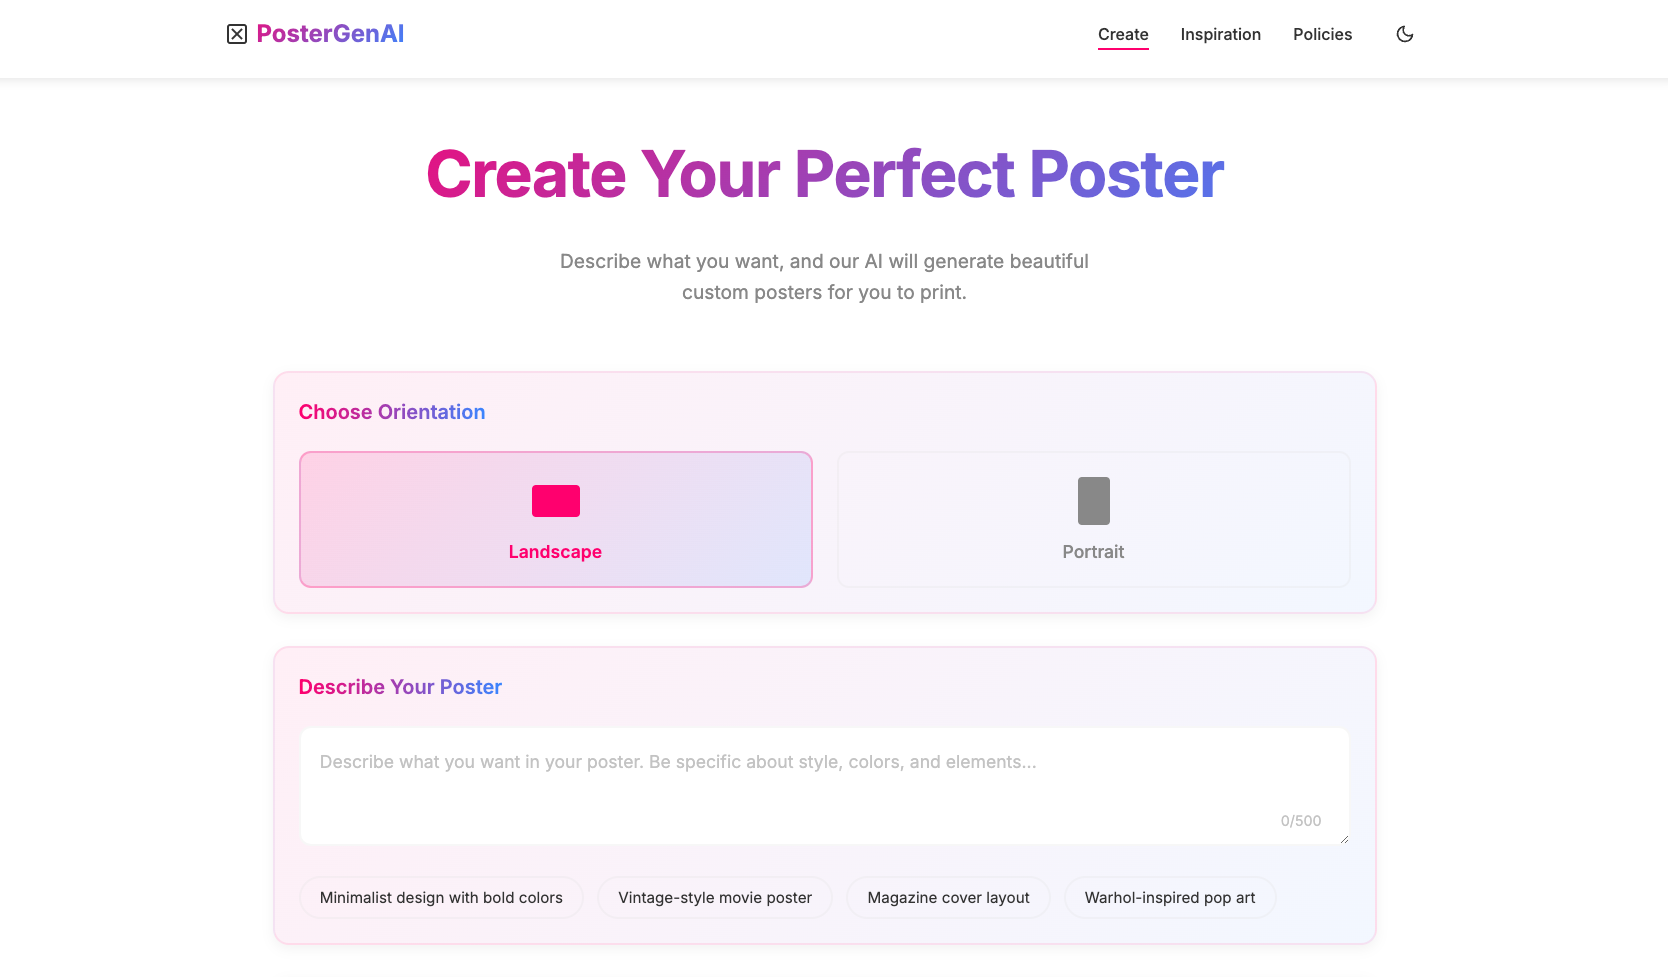 PosterGenAI
Create Inspiration Policies
Create Your Perfect Poster
Describe what you want, and our AI will generate beautiful
custom posters for you to print.
Choose Orientation
Landscape
Portrait
Describe Your Poster
Describe what you want in your poster. Be specific about style, colors, and elements...
0/500
Minimalist design with bold colors
Vintage-style movie poster
Magazine cover layout
Warhol-inspired pop art